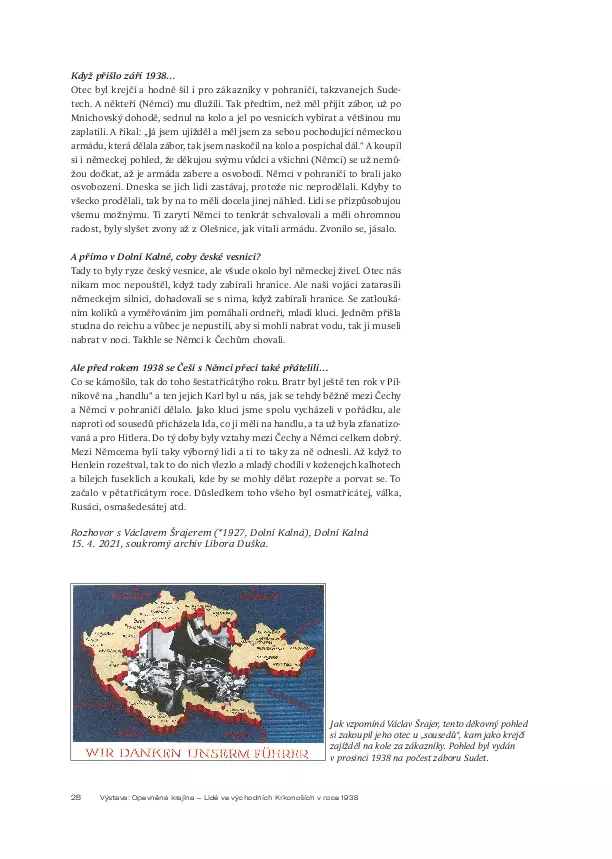 Když přišlo září 1938…
Otec byl krejčí a hodně šil i pro zákazníky v pohraničí, takzvanejch Sude-
tech. A někteří (Němci) mu dlužili. Tak předtím, než měl přijít zábor, už po
Mnichovský dohodě, sednul na kolo a jel po vesnicích vybírat a většinou mu
zaplatili. A říkal: „Já jsem ujížděl a měl jsem za sebou pochodující německou
armádu, která dělala zábor, tak jsem naskočil na kolo a pospíchal dál.“ A koupil
si i německej pohled, že děkujou svýmu vůdci a všichni (Němci) se už nemů-
žou dočkat, až je armáda zabere a osvobodí. Němci v pohraničí to brali jako
osvobození. Dneska se jich lidi zastávaj, protože nic neprodělali. Kdyby to
všecko prodělali, tak by na to měli docela jinej náhled. Lidi se přizpůsobujou
všemu možnýmu. Ti zarytí Němci to tenkrát schvalovali a měli ohromnou
radost, byly slyšet zvony až z Olešnice, jak vítali armádu. Zvonilo se, jásalo.
A přímo v Dolní Kalné, coby české vesnici?
Tady to byly ryze český vesnice, ale všude okolo byl německej živel. Otec nás
nikam moc nepouštěl, když tady zabírali hranice. Ale naši vojáci zatarasili
německejm silnici, dohadovali se s nima, když zabírali hranice. Se zatlouká-
ním kolíků a vyměřováním jim pomáhali ordneři, mladí kluci. Jedněm přišla
studna do reichu a vůbec je nepustili, aby si mohli nabrat vodu, tak ji museli
nabrat v noci. Takhle se Němci k Čechům chovali.
Ale před rokem 1938 se Češi s Němci přeci také přátelili…
Co se kámošilo, tak do toho šestatřicátýho roku. Bratr byl ještě ten rok v Pil-
níkově na „handlu“ a ten jejich Karl byl u nás, jak se tehdy běžně mezi Čechy
a Němci v pohraničí dělalo. Jako kluci jsme spolu vycházeli v pořádku, ale
naproti od sousedů přicházela Ida, co ji měli na handlu, a ta už byla zfanatizo-
vaná a pro Hitlera. Do tý doby byly vztahy mezi Čechy a Němci celkem dobrý.
Mezi Němcema byli taky výborný lidi a ti to taky za ně odnesli. Až když to
Henlein rozeštval, tak to do nich vlezlo a mladý chodili v koženejch kalhotech
a bílejch fuseklích a koukali, kde by se mohly dělat rozepře a porvat se. To
začalo v pětatřicátym roce. Důsledkem toho všeho byl osmatřicátej, válka,
Rusáci, osmašedesátej atd.
Rozhovor s Václavem Šrajerem (*1927, Dolní Kalná), Dolní Kalná
15. 4. 2021, soukromý archiv Libora Duška.
WIR DANKEN UNSERM FÜHRER
Jak vzpomíná Václav Šrajer, tento děkovný pohled
si zakoupil jeho otec u „sousedů“, kam jako krejčí
zajížděl na kole za zákazníky. Pohled byl vydán
v prosinci 1938 na počest záboru Sudet.
28 Výstava: Opevněná krajina – Lidé ve východních Krkonoších v roce 1938